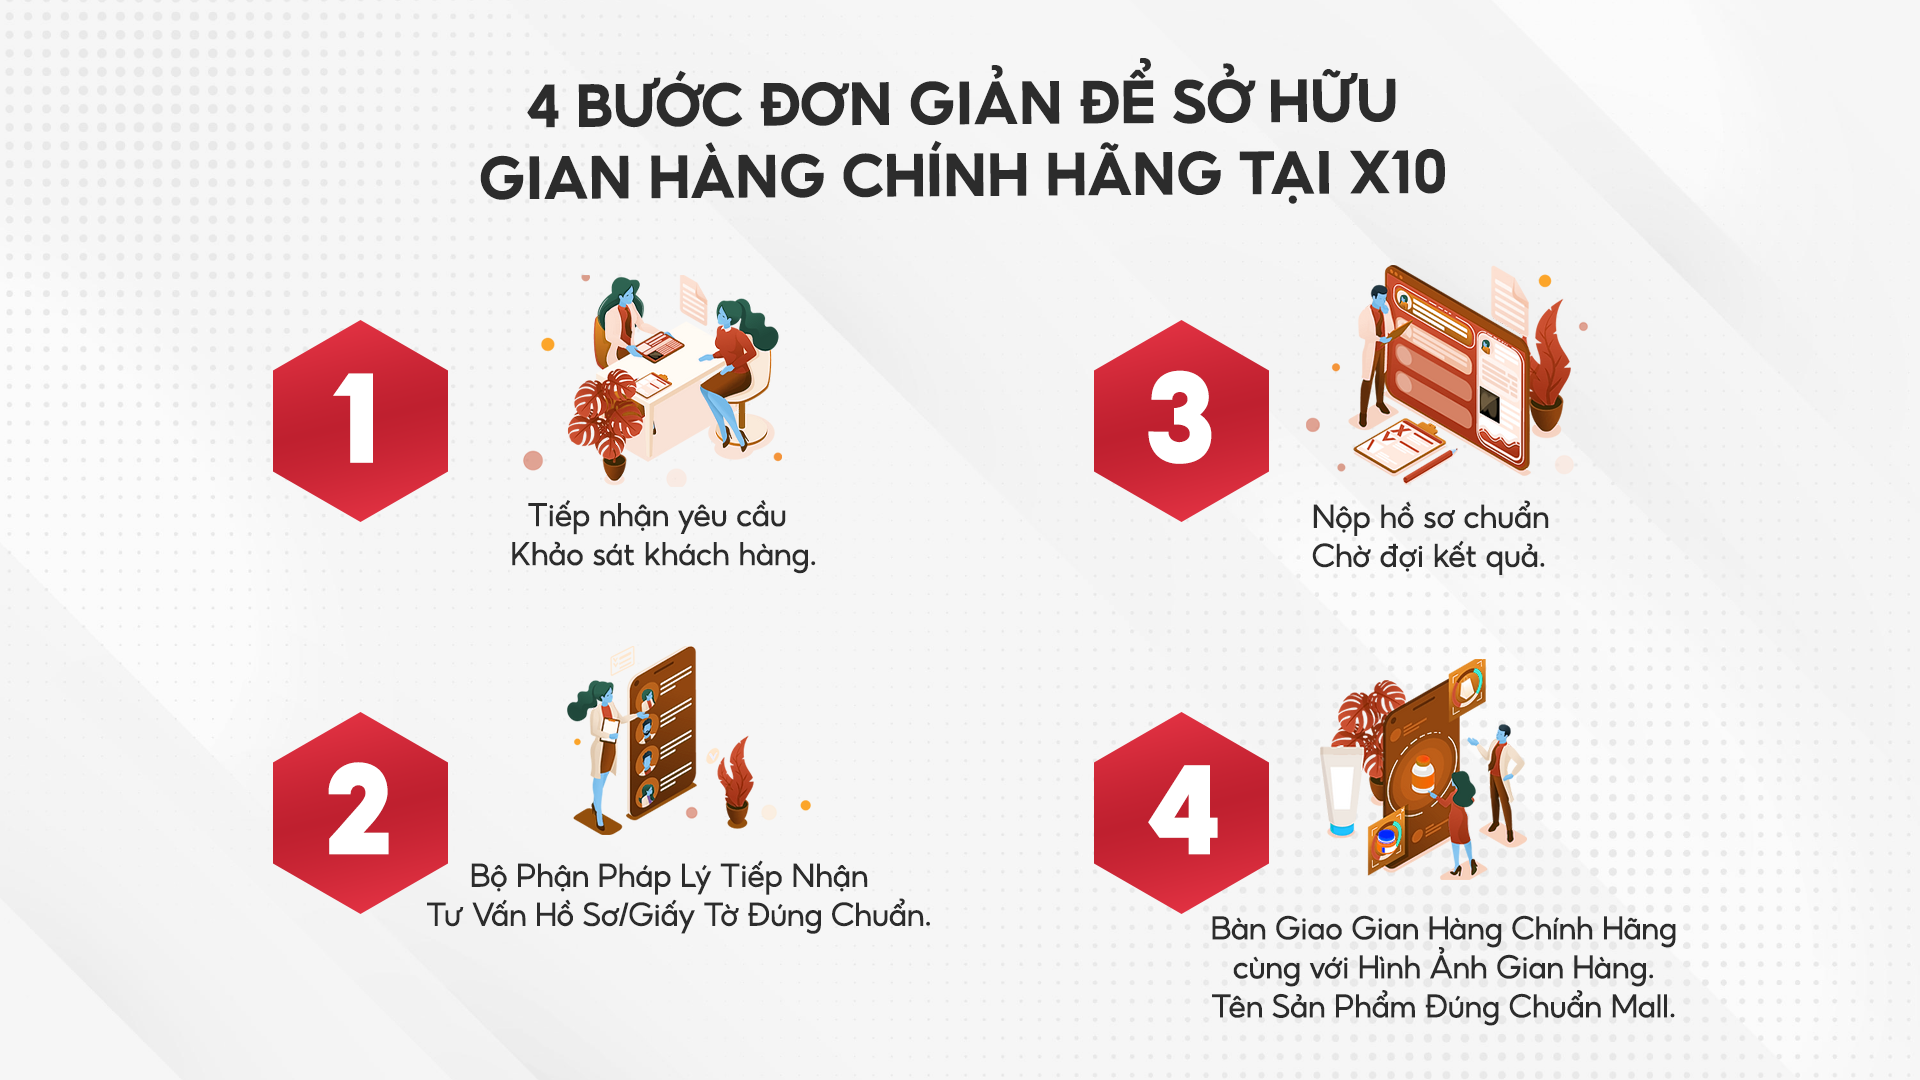 4 BƯỚC ĐƠN GIẢN ĐỂ SỞ HỮU
GIAN HÀNG CHÍNH HÃNG TẠI X10
1
Tiếp nhận yêu cầu
Khảo sát khách hàng.
2
Bộ Phận Pháp Lý Tiếp Nhận
Tư Vấn Hồ Sơ/Giấy Tờ Đúng Chuẩn.
3
Nộp hồ sơ chuẩn
Chờ đợi kết quả.
4
Bàn Giao Gian Hàng Chính Hãng
cùng với Hình Ảnh Gian Hàng.
Tên Sản Phẩm Đúng Chuẩn Mall.